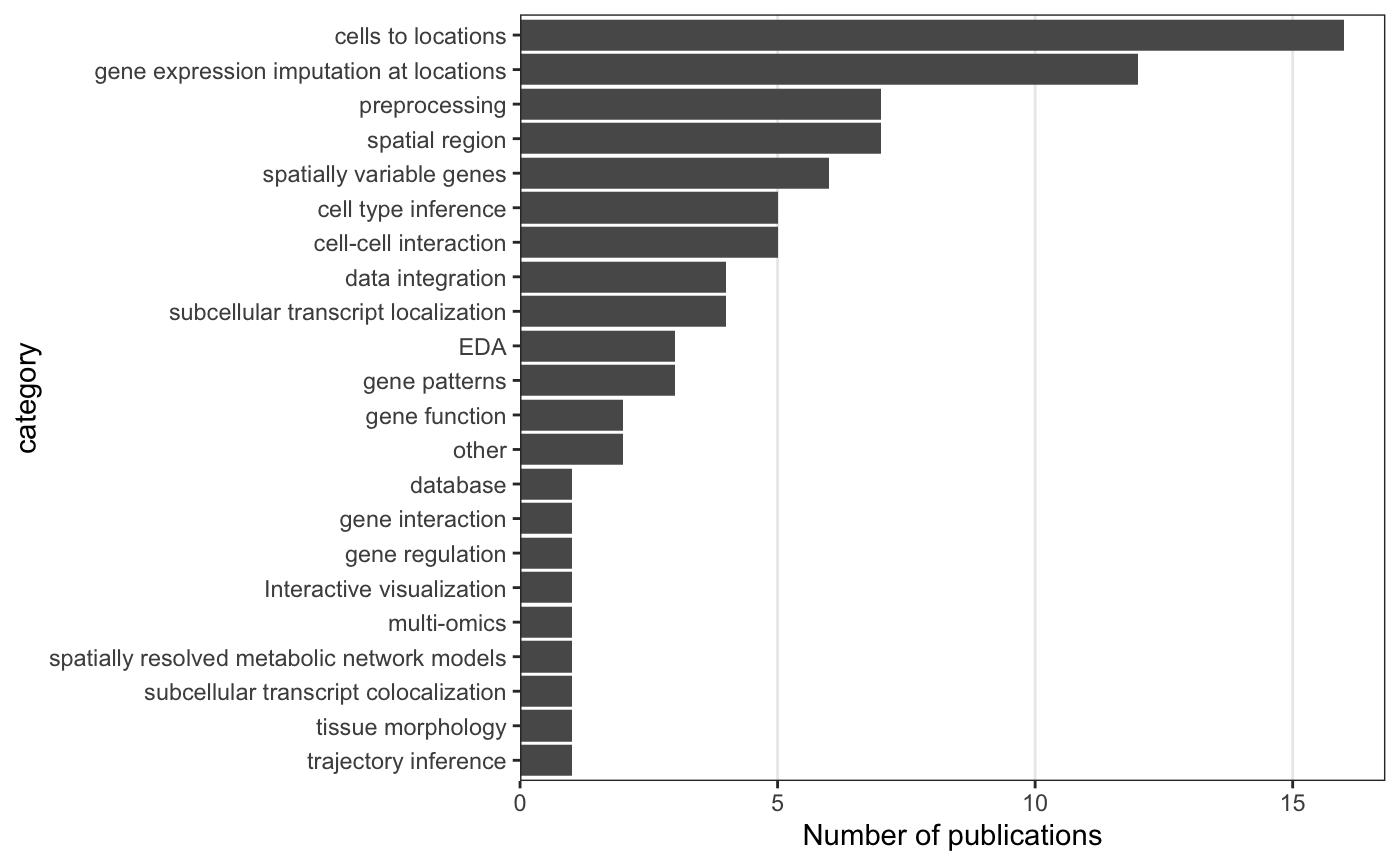 cells to locations
gene expression imputation at locations
preprocessing
spatial region
spatially variable genes
cell type inference
cell-cell interaction
data integration
subcellular transcript localization
EDA
gene patterns
gene function
other
database
gene interaction
gene regulation
Interactive visualization
multi-omics
spatially resolved metabolic network models
subcellular transcript colocalization
tissue morphology
trajectory inference
category
0 5 10 15
Number of publications